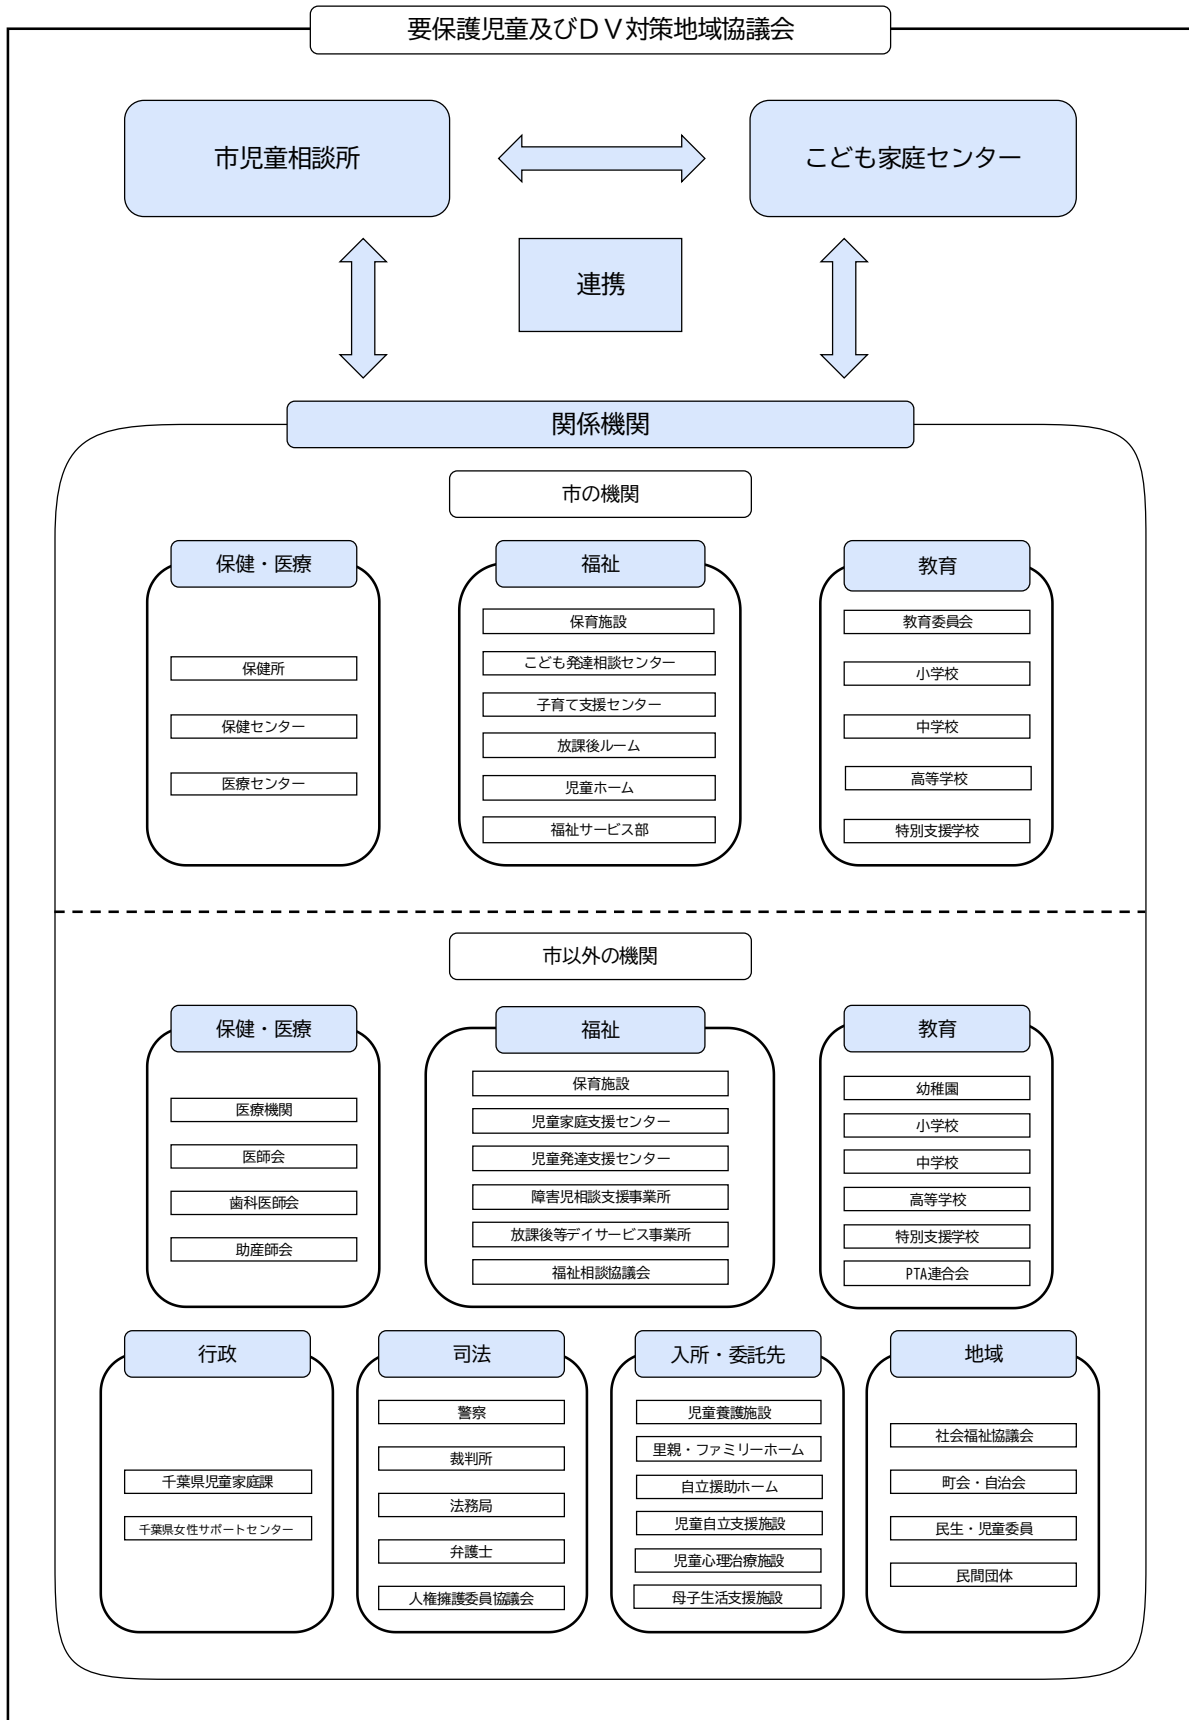 要保護児童及びＤＶ対策地域協議会
市児童相談所
こども家庭センター
連携
関係機関
市の機関
保健・医療
保健所
保健センター
医療センター
福祉
保育施設
こども発達相談センター
子育て支援センター
放課後ルーム
児童ホーム
福祉サービス部
教育
教育委員会
小学校
中学校
高等学校
特別支援学校
市以外の機関
保健・医療
医療機関
医師会
歯科医師会
助産師会
福祉
保育施設
児童家庭支援センター
児童発達支援センター
障害児相談支援事業所
放課後等デイサービス事業所
福祉相談協議会
教育
幼稚園
小学校
中学校
高等学校
特別支援学校
PTA連合会
行政
千葉県児童家庭課
千葉県女性サポートセンター
司法
警察
裁判所
法務局
弁護士
人権擁護委員協議会
入所・委託先
児童養護施設
里親・ファミリーホーム
自立援助ホーム
児童自立支援施設
児童心理治療施設
母子生活支援施設
地域
社会福祉協議会
町会・自治会
民生・児童委員
民間団体